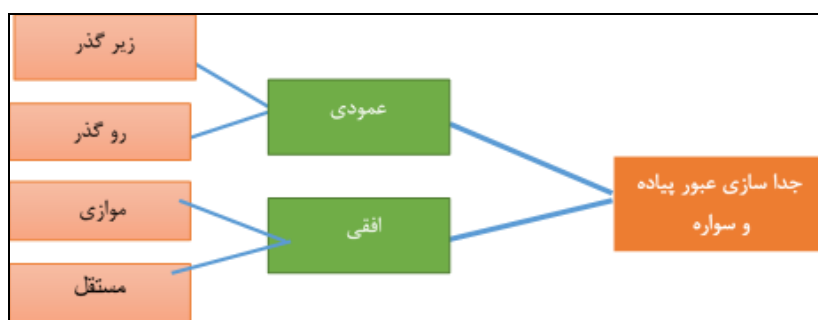 جدا سازی عبور پیاده
و سواره
عمودی
زیر گذر
رو گذر
افقی
موازی
مستقل